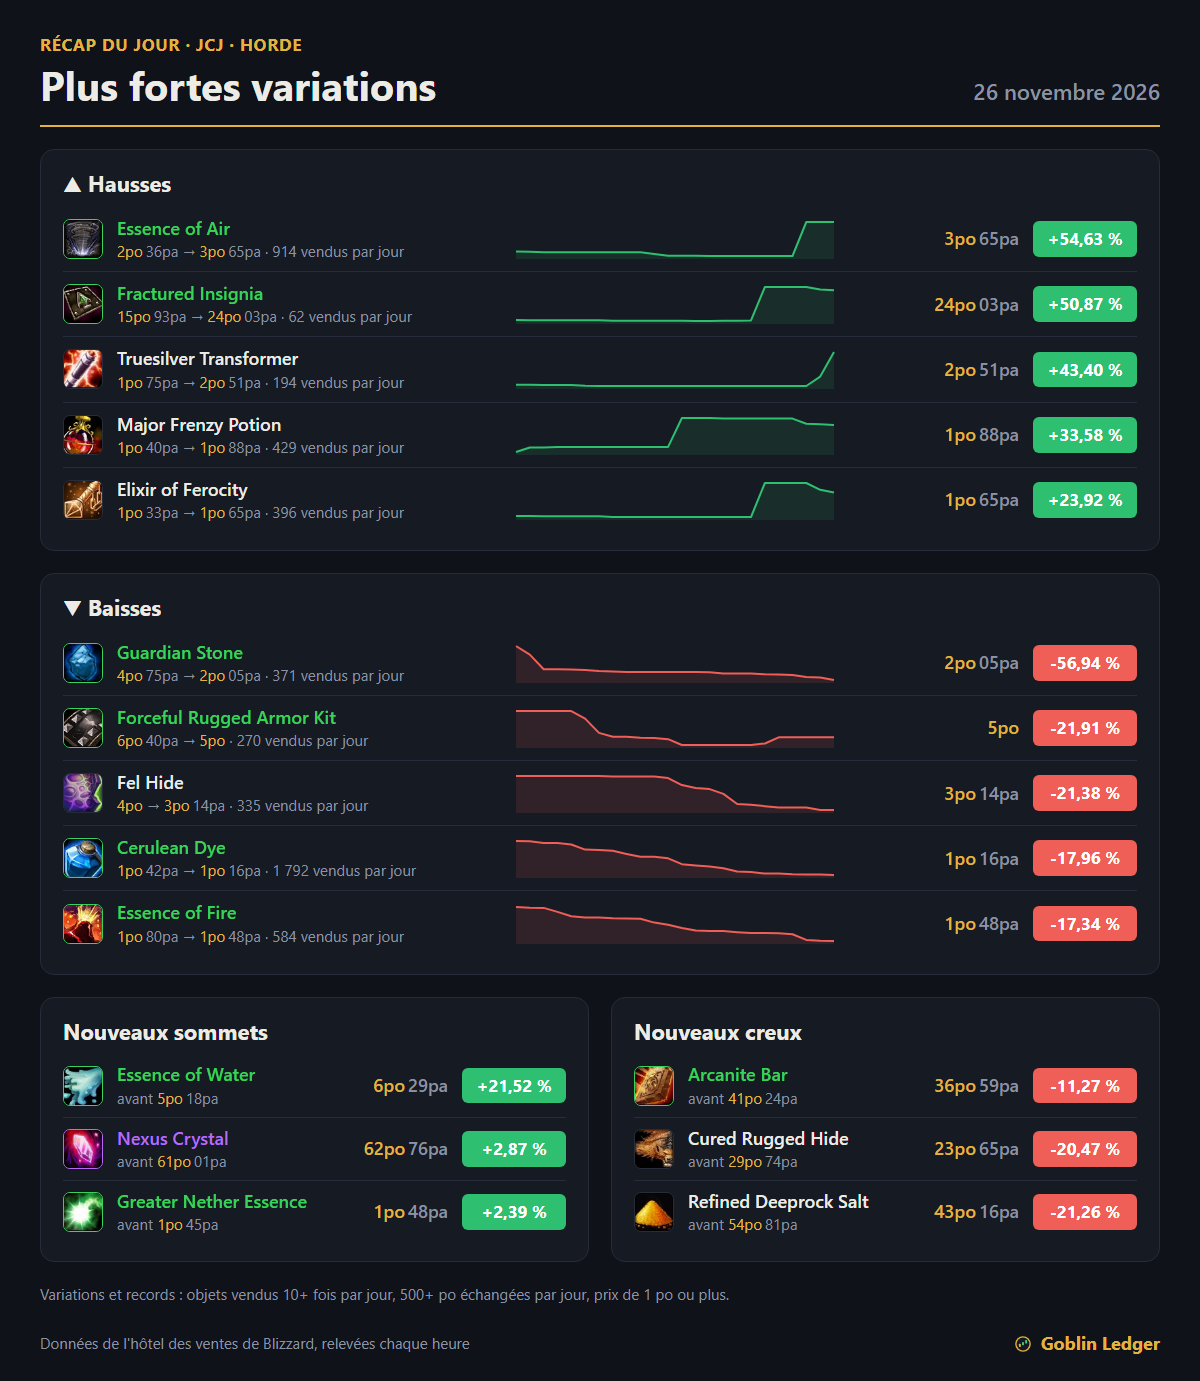 RÉCAP DU JOUR · JCJ · HORDE
Plus fortes variations
26 novembre 2026
▲ Hausses
Essence of Air
2po 36pa → 3po 65pa · 914 vendus par jour
3po 65pa
+54,63 %
Fractured Insignia
15po 93pa → 24po 03pa · 62 vendus par jour
24po 03pa
+50,87 %
Truesilver Transformer
1po 75pa → 2po 51pa · 194 vendus par jour
2po 51pa
+43,40 %
Major Frenzy Potion
1po 40pa → 1po 88pa · 429 vendus par jour
1po 88pa
+33,58 %
Elixir of Ferocity
1po 33pa → 1po 65pa · 396 vendus par jour
1po 65pa
+23,92 %
▼ Baisses
Guardian Stone
4po 75pa → 2po 05pa · 371 vendus par jour
2po 05pa
-56,94 %
Forceful Rugged Armor Kit
6po 40pa → 5po · 270 vendus par jour
5po
-21,91 %
Fel Hide
4po → 3po 14pa · 335 vendus par jour
3po 14pa
-21,38 %
Cerulean Dye
1po 42pa → 1po 16pa · 1 792 vendus par jour
1po 16pa
-17,96 %
Essence of Fire
1po 80pa → 1po 48pa · 584 vendus par jour
1po 48pa
-17,34 %
Nouveaux sommets
Essence of Water
avant 5po 18pa
6po 29pa
+21,52 %
Nexus Crystal
avant 61po 01pa
62po 76pa
+2,87 %
Greater Nether Essence
avant 1po 45pa
1po 48pa
+2,39 %
Nouveaux creux
Arcanite Bar
avant 41po 24pa
36po 59pa
-11,27 %
Cured Rugged Hide
avant 29po 74pa
23po 65pa
-20,47 %
Refined Deeprock Salt
avant 54po 81pa
43po 16pa
-21,26 %
Variations et records : objets vendus 10+ fois par jour, 500+ po échangées par jour, prix de 1 po ou plus.
Données de l'hôtel des ventes de Blizzard, relevées chaque heure
Goblin Ledger